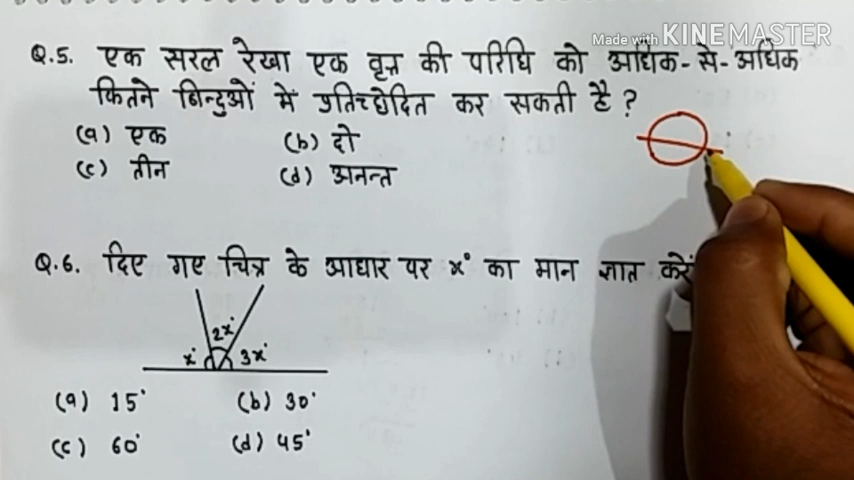 Made with KINEMASTER
Q.5. एक सरल रेखा एक वृत्त की परिधि को अधिक-से-अधिक
कितने बिन्दुओं में प्रतिच्छेदित कर सकती है ?
(a) एक (b) दो
(c) तीन (d) अनन्त
Q.6. दिए गए चित्र के आधार पर x° का मान ज्ञात करें
2x°
x° 3x°
(a) 15° (b) 30°
(c) 60° (d) 45°